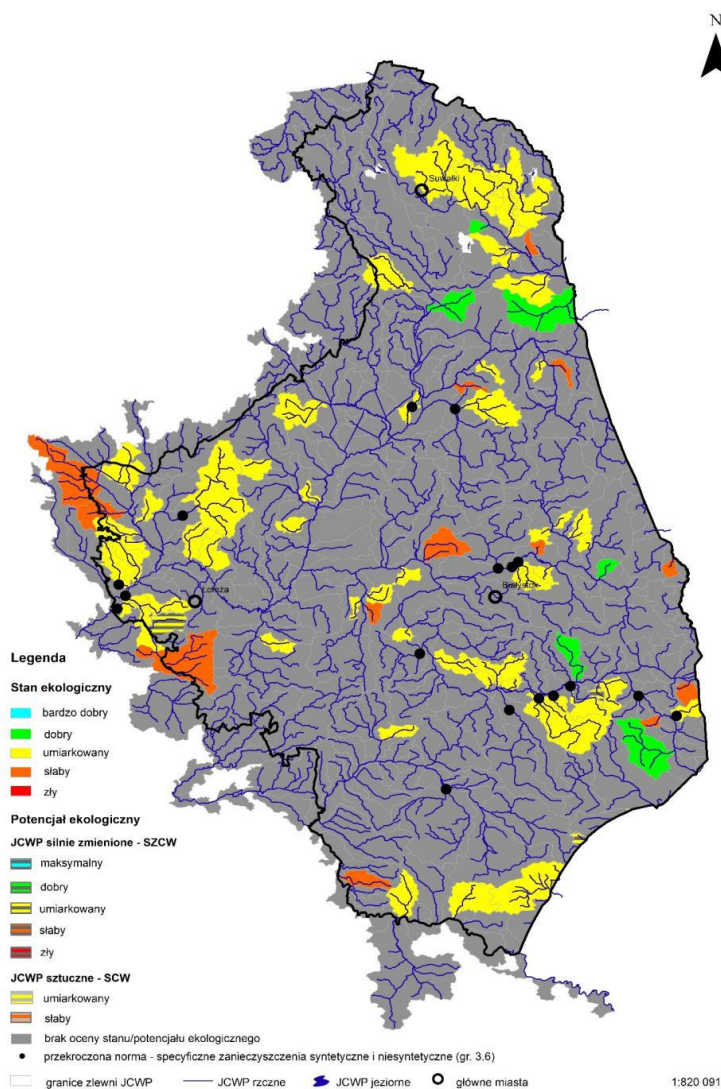 N
Suwałki
Łomża
Białystok
Legenda
Stan ekologiczny
bardzo dobry
dobry
umiarkowany
słaby
zły
Potencjał ekologiczny
JCWP silnie zmienione - SZCW
maksymalny
dobry
umiarkowany
słaby
zły
JCWP sztuczne - SCW
umiarkowany
słaby
brak oceny stanu/potencjału ekologicznego
przekroczona norma - specyficzne zanieczyszczenia syntetyczne i niesyntetyczne (gr. 3.6)
granice zlewni JCWP JCWP rzczne JCWP jeziorne główne miasta 1:820 091